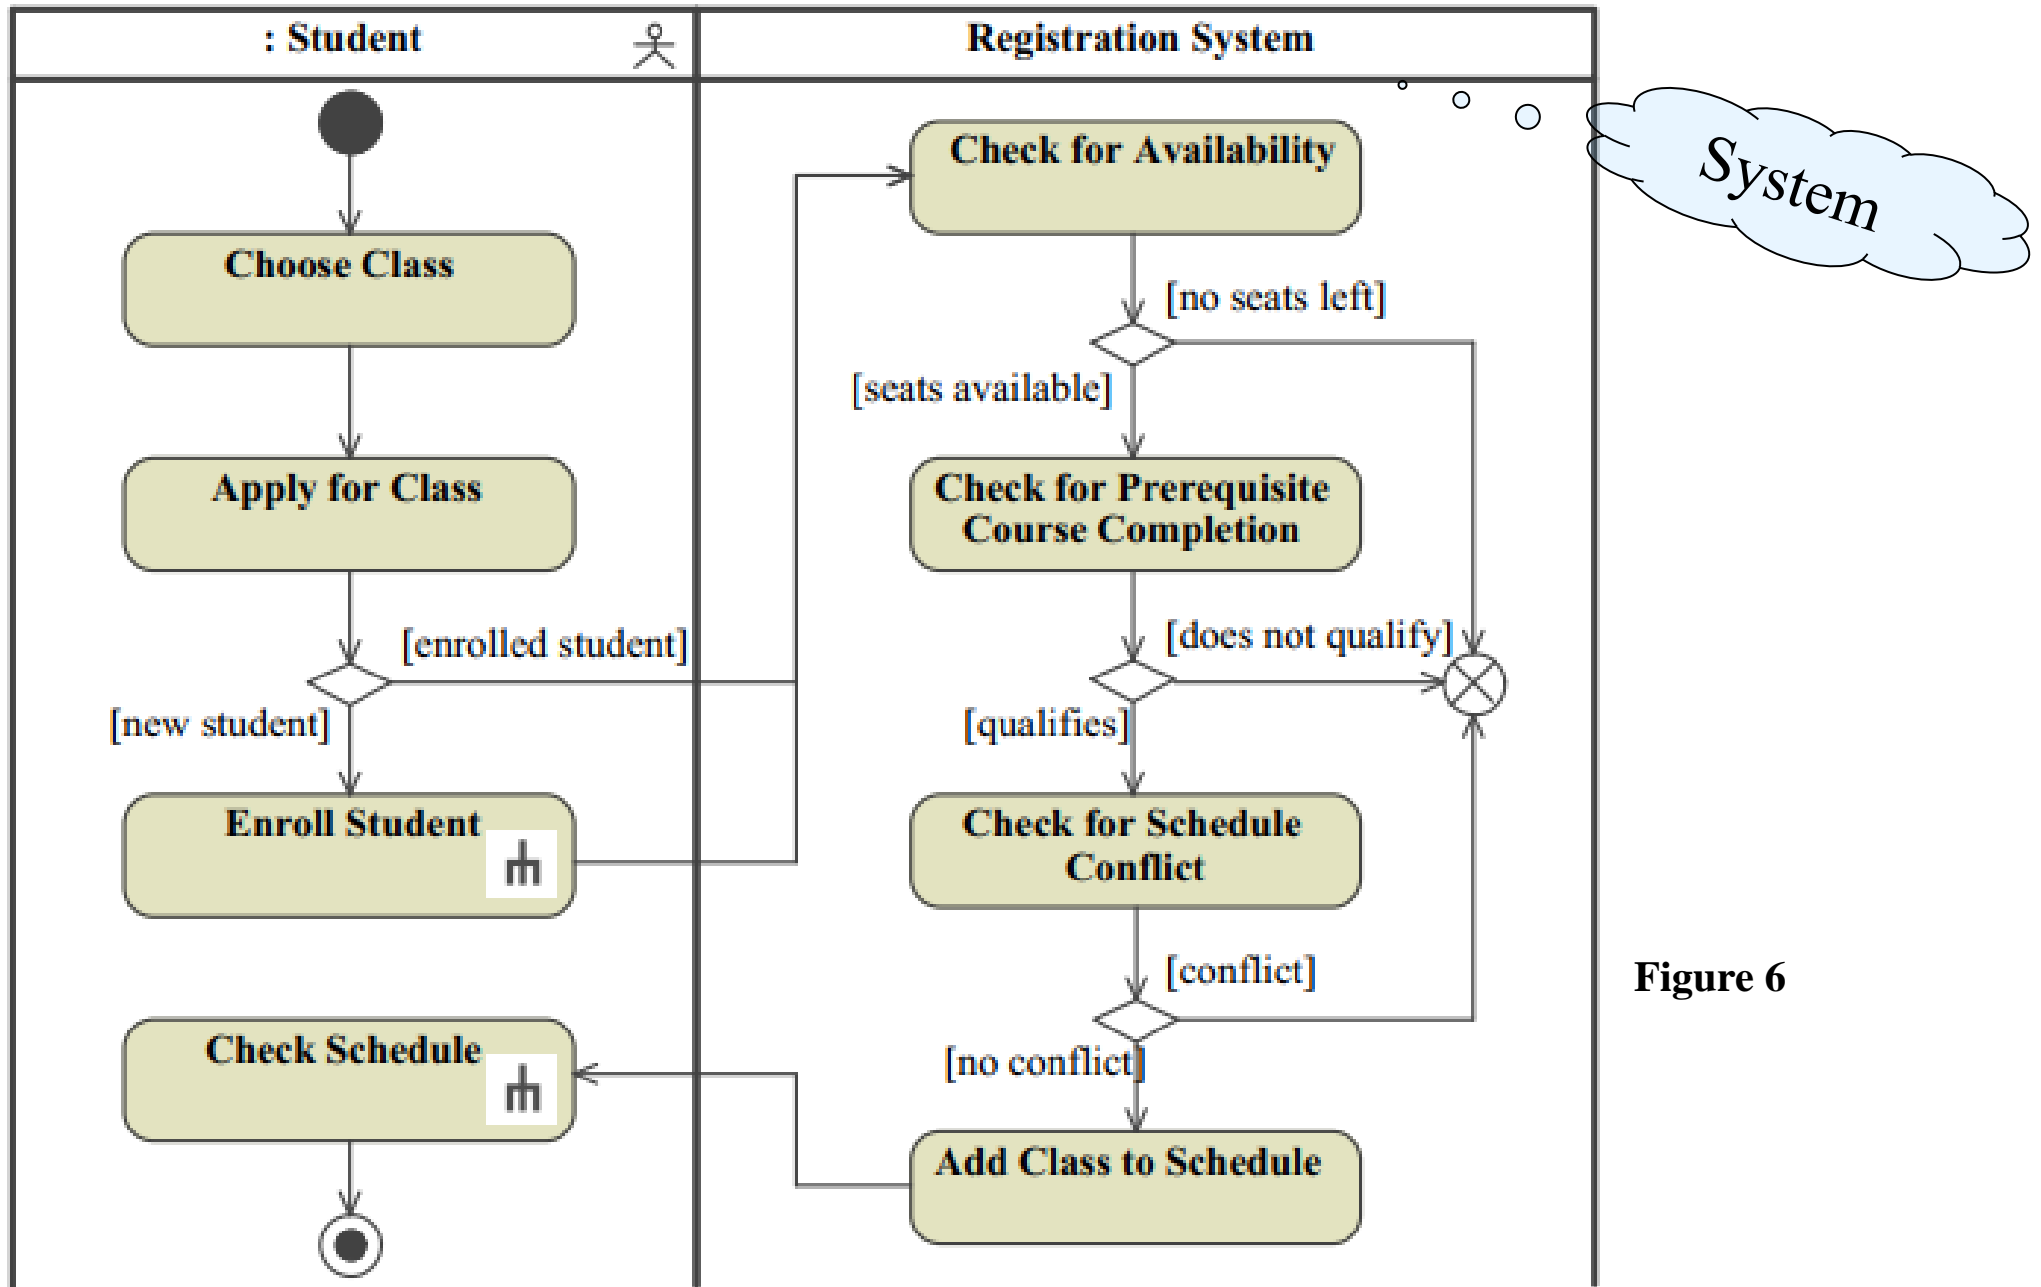 : Student
Registration System
System
Choose Class
Apply for Class
[enrolled student]
[new student]
Enroll Student
Check Schedule
Check for Availability
[no seats left]
[seats available]
Check for Prerequisite
Course Completion
[does not qualify]
[qualifies]
Check for Schedule
Conflict
[conflict]
[no conflict]
Add Class to Schedule
Figure 6